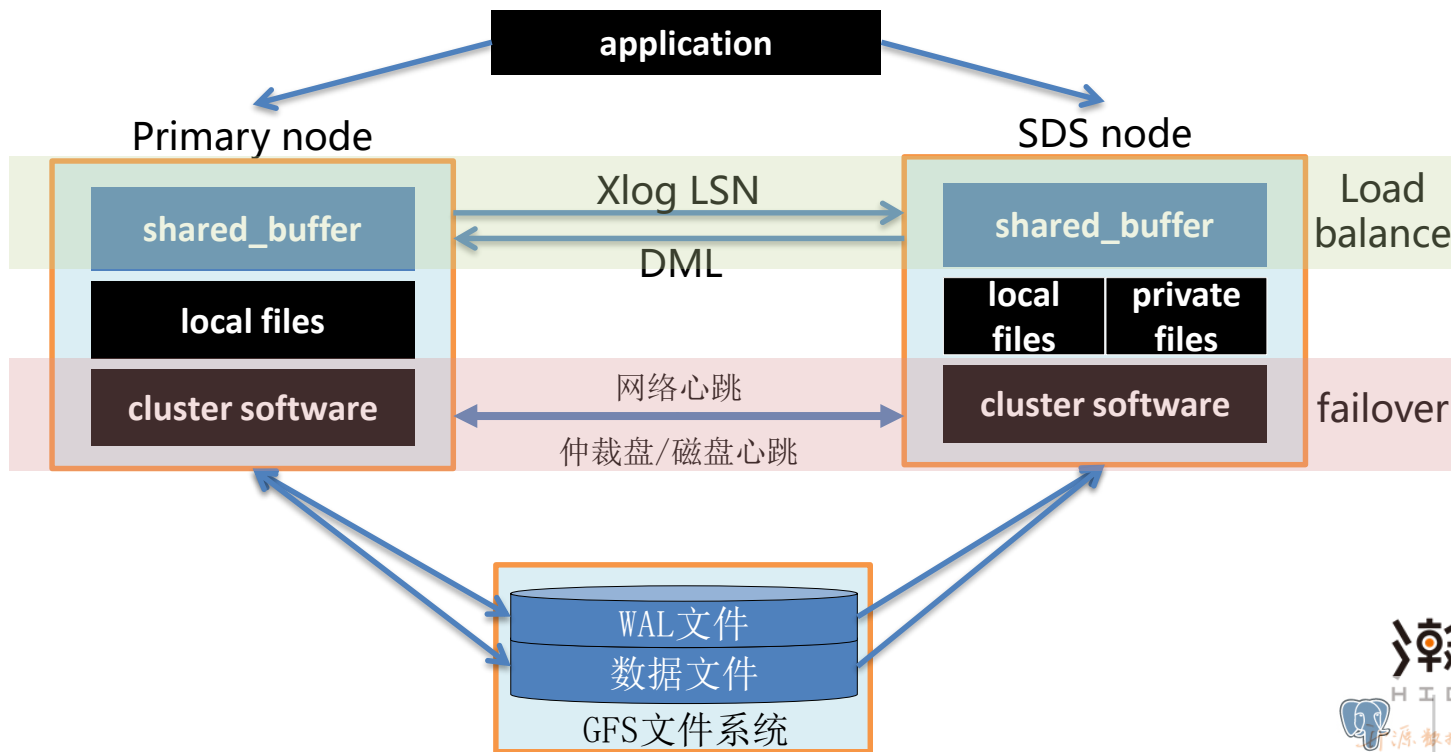 application
Primary node
SDS node
shared_buffer
Xlog LSN
DML
shared_buffer
Load
balance
local files
local
files
private
files
cluster software
网络心跳
仲裁盘/磁盘心跳
cluster software
failover
WAL文件
数据文件
GFS文件系统